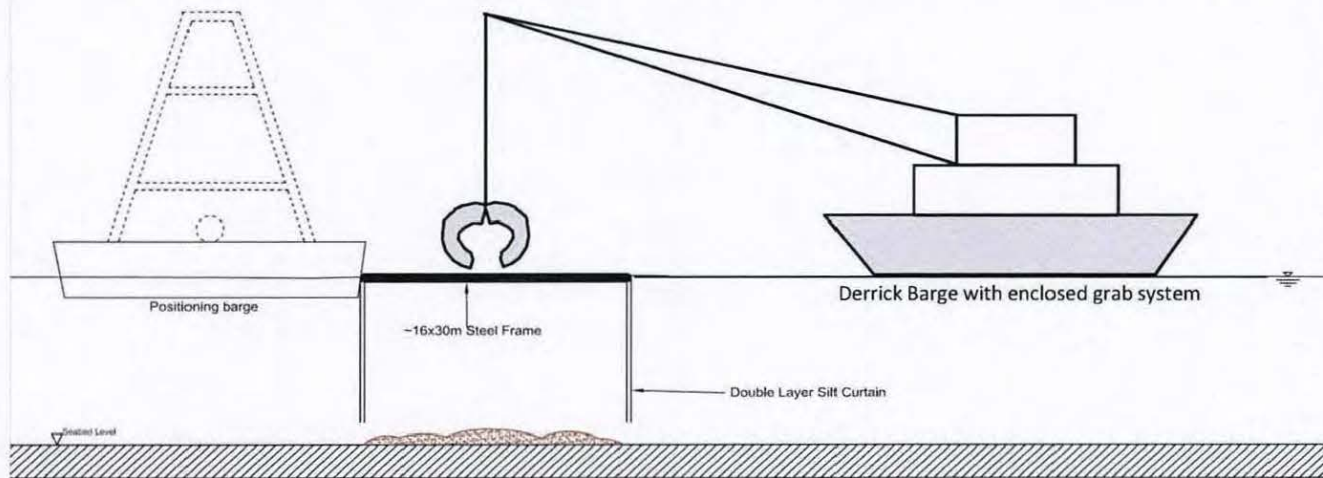 Positioning barge
Derrick Barge with enclosed grab system
~16x30m Steel Frame
Double Layer Silt Curtain
Seabed Level